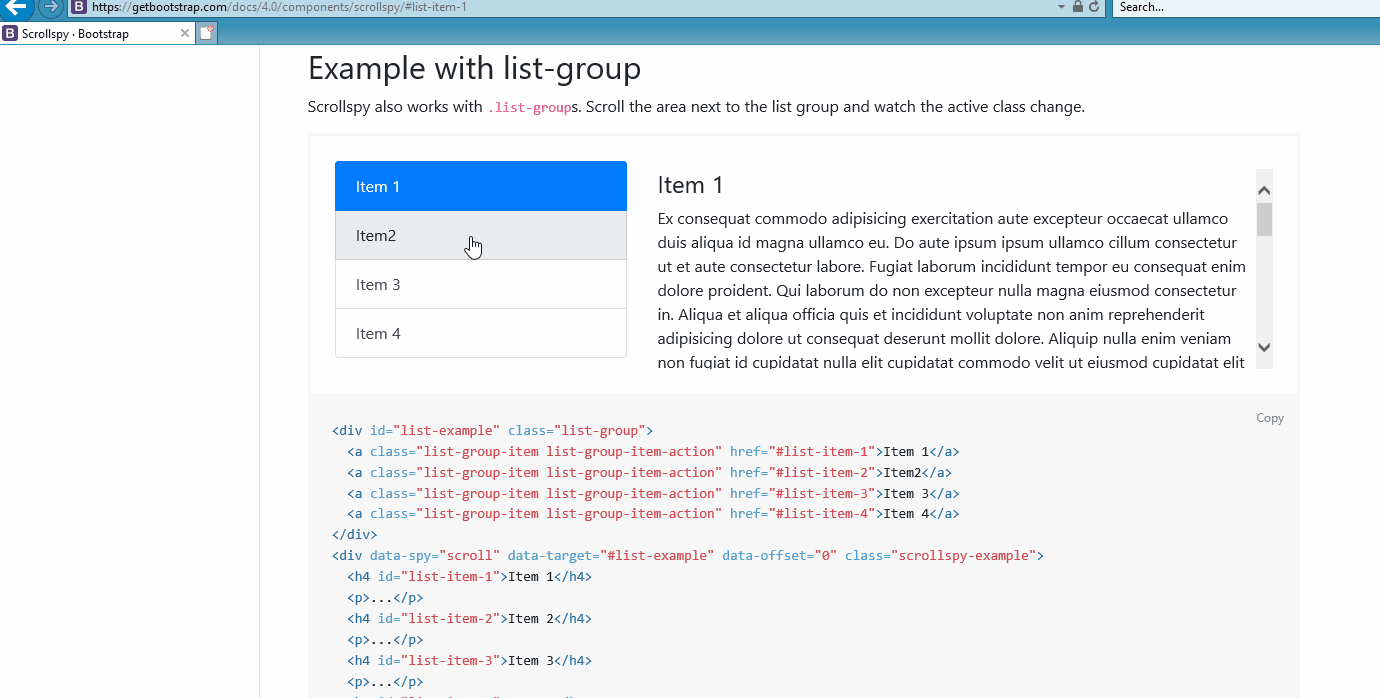 https://getbootstrap.com/docs/4.0/components/scrollspy/#list-item-1
Search...
Scrollspy · Bootstrap
Example with list-group
Scrollspy also works with .list-groups. Scroll the area next to the list group and watch the active class change.
Item 1
Item2
Item 3
Item 4
Item 1
Ex consequat commodo adipisicing exercitation aute excepteur occaecat ullamco
duis aliqua id magna ullamco eu. Do aute ipsum ipsum ullamco cillum consectetur
ut et aute consectetur labore. Fugiat laborum incididunt tempor eu consequat enim
dolore proident. Qui laborum do non excepteur nulla magna eiusmod consectetur
in. Aliqua et aliqua officia quis et incididunt voluptate non anim reprehenderit
adipisicing dolore ut consequat deserunt mollit dolore. Aliquip nulla enim veniam
non fugiat id cupidatat nulla elit cupidatat commodo velit ut eiusmod cupidatat elit
Copy
<div id="list-example" class="list-group">
<a class="list-group-item list-group-item-action" href="#list-item-1">Item 1</a>
<a class="list-group-item list-group-item-action" href="#list-item-2">Item2</a>
<a class="list-group-item list-group-item-action" href="#list-item-3">Item 3</a>
<a class="list-group-item list-group-item-action" href="#list-item-4">Item 4</a>
</div>
<div data-spy="scroll" data-target="#list-example" data-offset="0" class="scrollspy-example">
<h4 id="list-item-1">Item 1</h4>
<p>...</p>
<h4 id="list-item-2">Item 2</h4>
<p>...</p>
<h4 id="list-item-3">Item 3</h4>
<p>...</p>